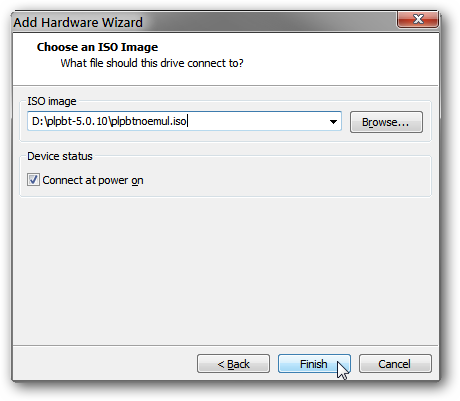 Add Hardware Wizard
Choose an ISO Image
What file should this drive connect to?
ISO image
D:\plpbt-5.0.10\plpbtnoemul.iso
Browse...
Device status
Connect at power on
< Back
Finish
Cancel